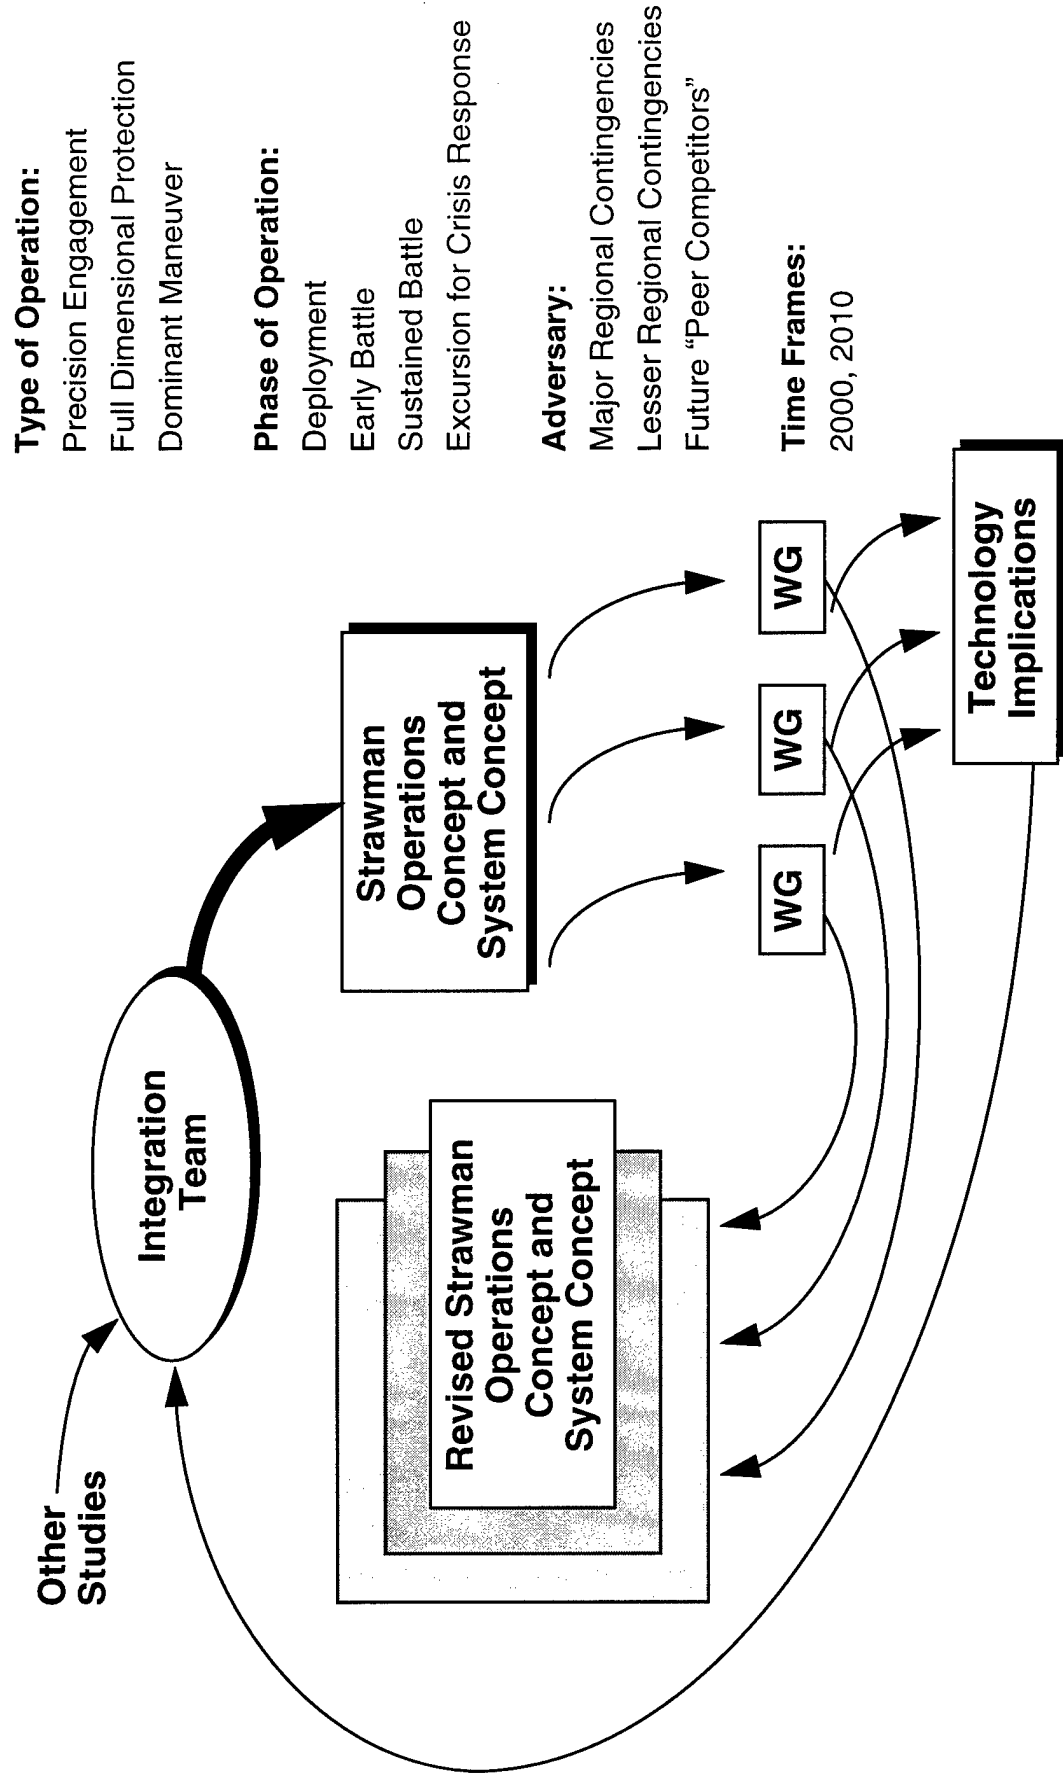 Other
Studies
Integration
Team
Strawman
Operations
Concept and
System Concept
Revised Strawman
Operations
Concept and
System Concept
WG
WG
WG
Technology
Implications
Type of Operation:
Precision Engagement
Full Dimensional Protection
Dominant Maneuver
Phase of Operation:
Deployment
Early Battle
Sustained Battle
Excursion for Crisis Response
Adversary:
Major Regional Contingencies
Lesser Regional Contingencies
Future “Peer Competitors”
Time Frames:
2000, 2010